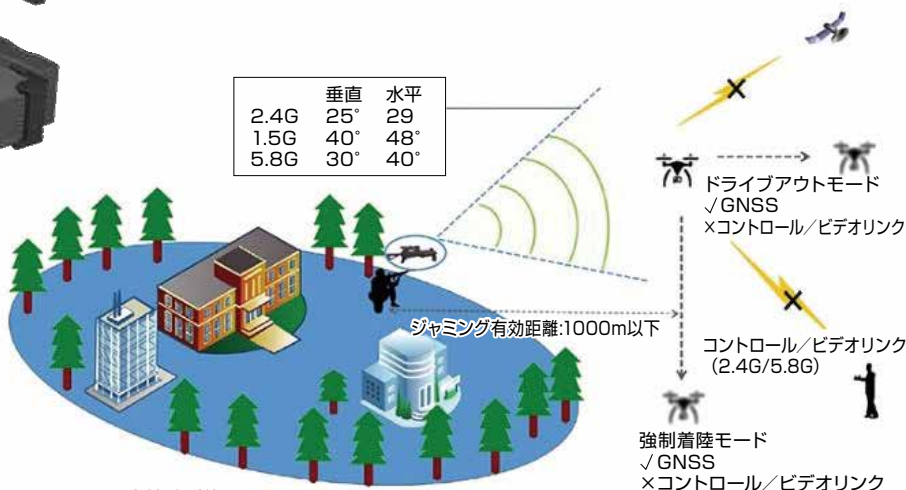 垂直 水平
2.4G 25° 29
1.5G 40° 48°
5.8G 30° 40°
ドライブアウトモード
√GNSS
×コントロール／ビデオリンク
ジャミング有効距離:1000m以下
コントロール／ビデオリンク
（2.4G/5.8G）
強制着陸モード
√GNSS
×コントロール／ビデオリンク